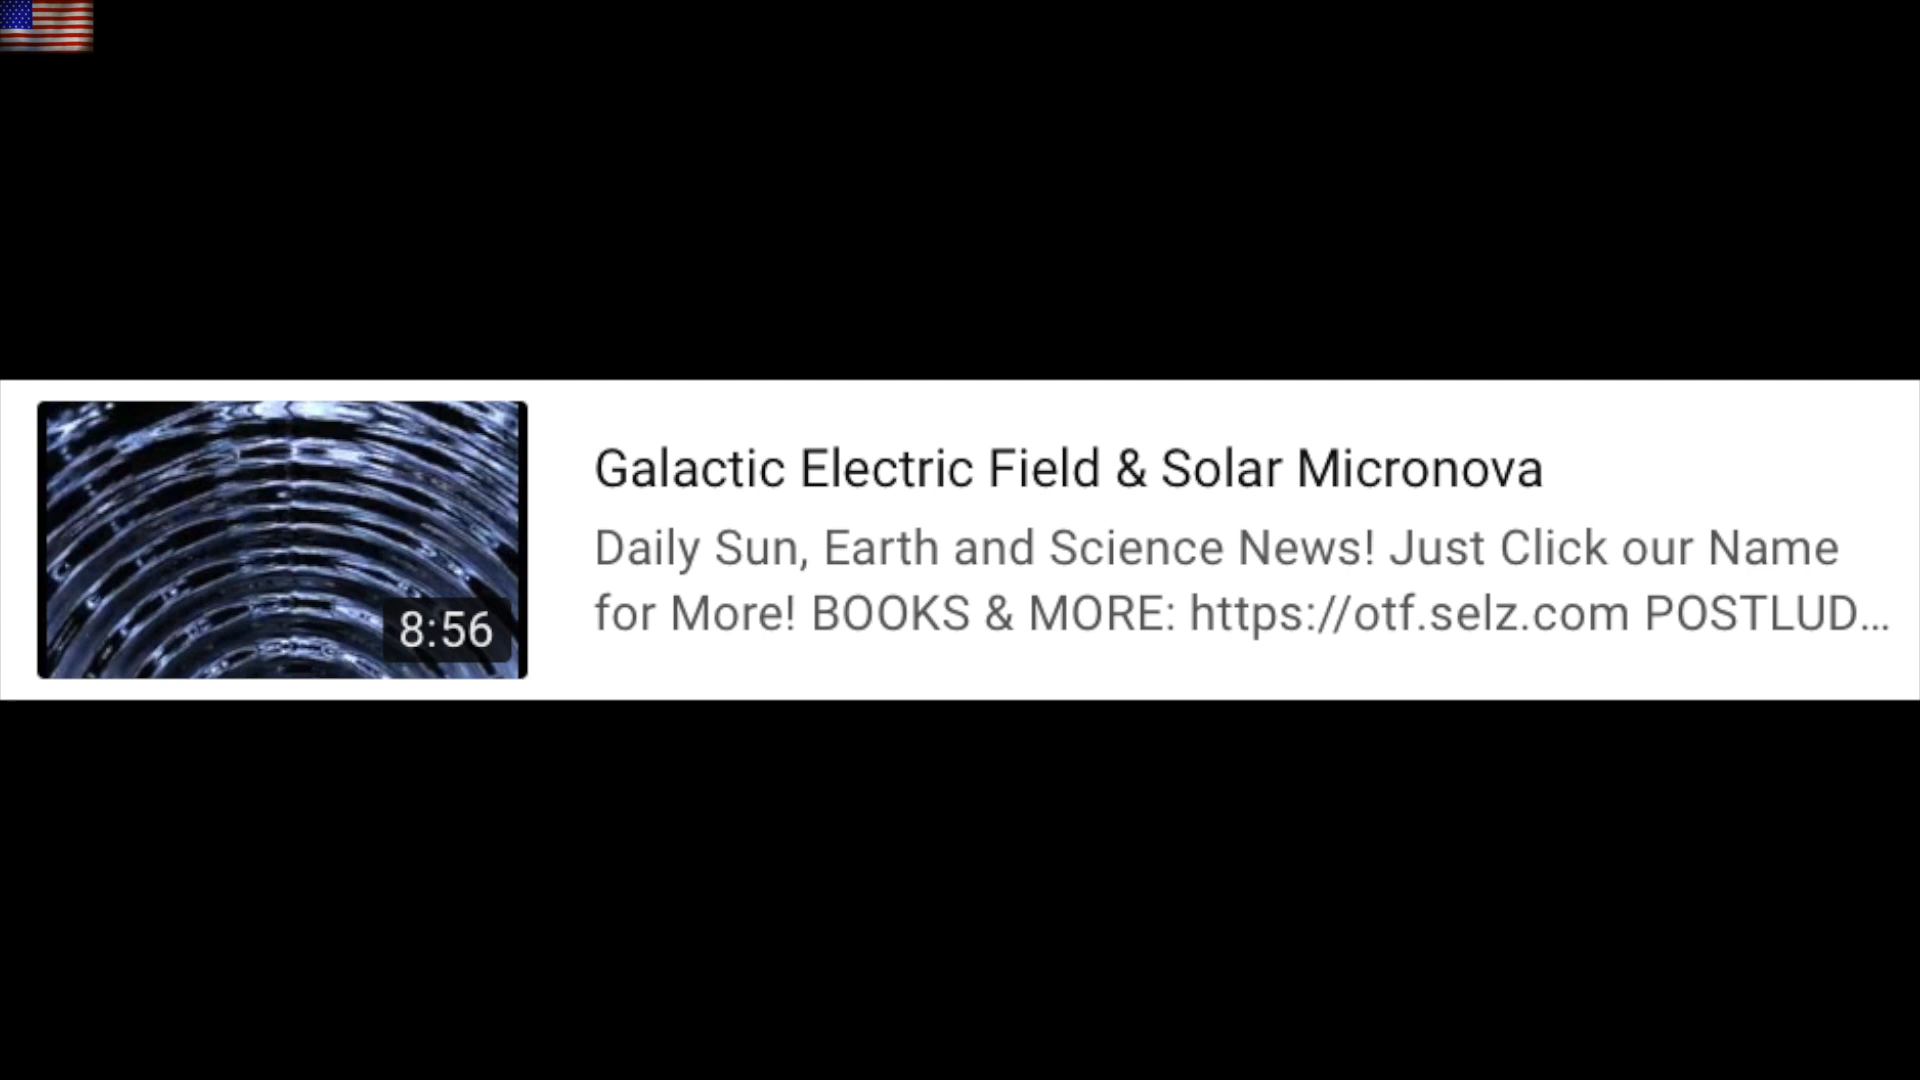 Galactic Electric Field & Solar Micronova
Daily Sun, Earth and Science News! Just Click our Name
for More! BOOKS & MORE: https://otf.selz.com POSTLUD...
8:56